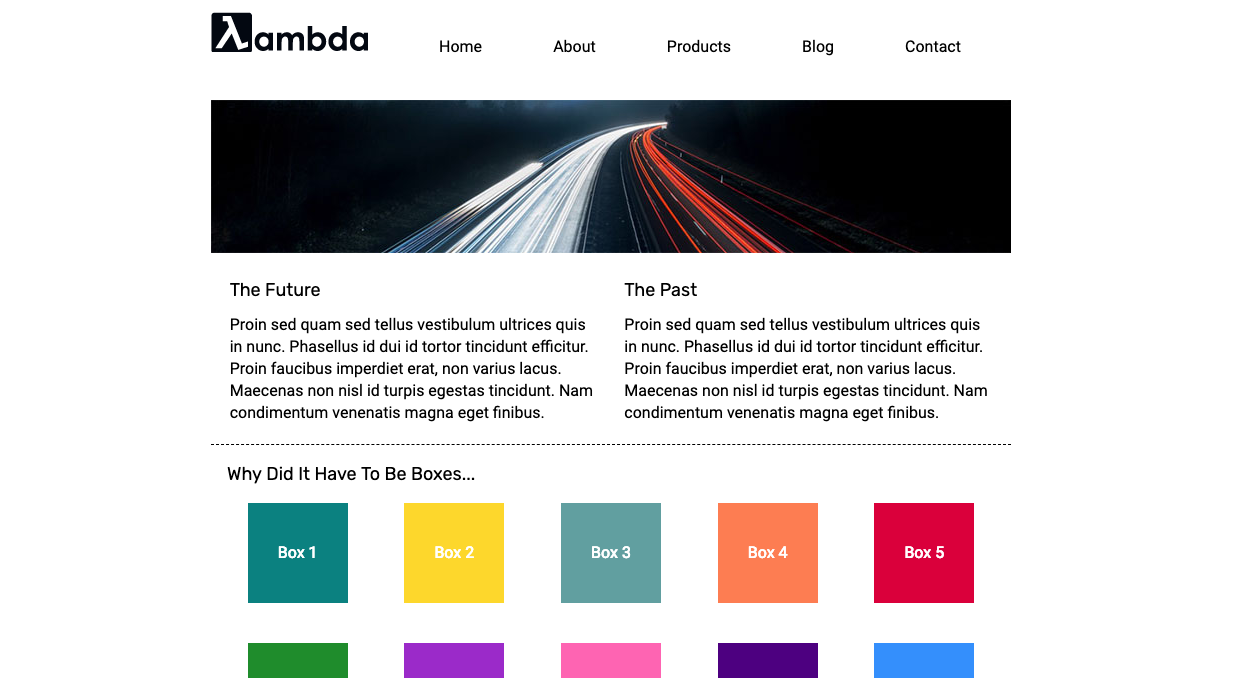 λambda
Home About Products Blog Contact
The Future
Proin sed quam sed tellus vestibulum ultrices quis
in nunc. Phasellus id dui id tortor tincidunt efficitur.
Proin faucibus imperdiet erat, non varius lacus.
Maecenas non nisl id turpis egestas tincidunt. Nam
condimentum venenatis magna eget finibus.
The Past
Proin sed quam sed tellus vestibulum ultrices quis
in nunc. Phasellus id dui id tortor tincidunt efficitur.
Proin faucibus imperdiet erat, non varius lacus.
Maecenas non nisl id turpis egestas tincidunt. Nam
condimentum venenatis magna eget finibus.
Why Did It Have To Be Boxes...
Box 1 Box 2 Box 3 Box 4 Box 5